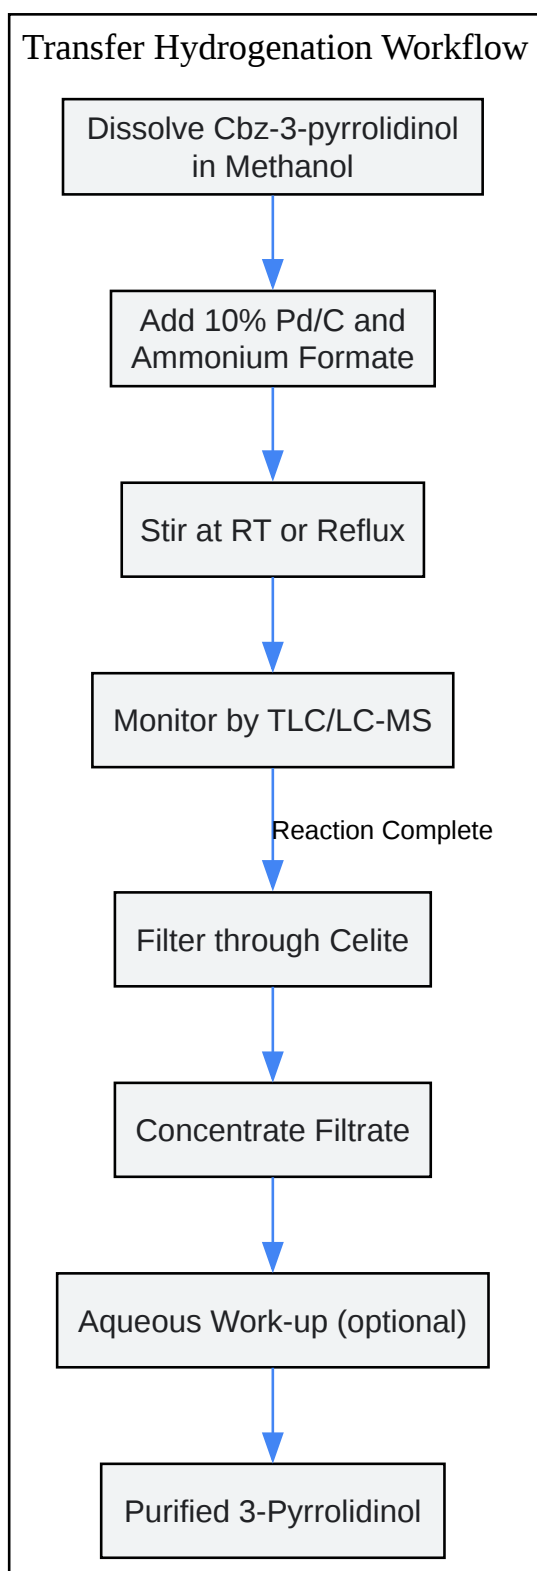 Transfer Hydrogenation Workflow
Dissolve Cbz-3-pyrrolidinol
in Methanol
Add 10% Pd/C and
Ammonium Formate
Stir at RT or Reflux
Monitor by TLC/LC-MS
Reaction Complete
Filter through Celite
Concentrate Filtrate
Aqueous Work-up (optional)
Purified 3-Pyrrolidinol